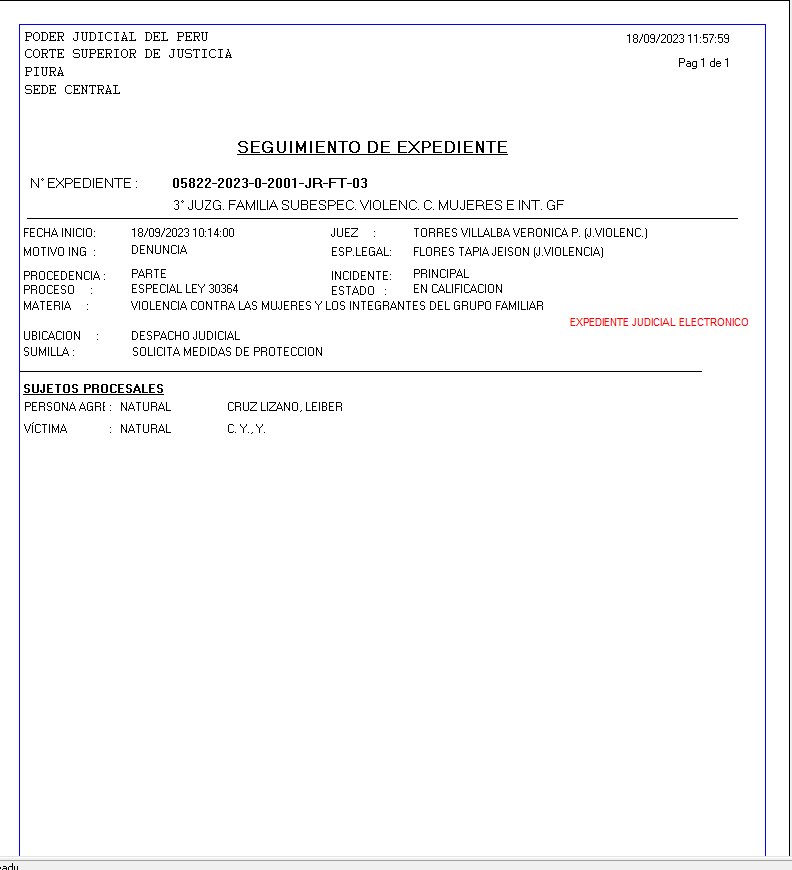 PODER JUDICIAL DEL PERU
18/09/2023 11:57:59
CORTE SUPERIOR DE JUSTICIA
Pag 1 de 1
PIURA
SEDE CENTRAL
SEGUIMIENTO DE EXPEDIENTE
N° EXPEDIENTE : 05822-2023-0-2001-JR-FT-03
3° JUZG. FAMILIA SUBESPEC. VIOLENC. C. MUJERES E INT. GF
FECHA INICIO: 18/09/2023 10:14:00 JUEZ : TORRES VILLALBA VERONICA P. (J.VIOLENC.)
MOTIVO ING : DENUNCIA ESP.LEGAL: FLORES TAPIA JEISON (J.VIOLENCIA)
PROCEDENCIA : PARTE INCIDENTE: PRINCIPAL
PROCESO : ESPECIAL LEY 30364 ESTADO : EN CALIFICACION
MATERIA : VIOLENCIA CONTRA LAS MUJERES Y LOS INTEGRANTES DEL GRUPO FAMILIAR
EXPEDIENTE JUDICIAL ELECTRONICO
UBICACION : DESPACHO JUDICIAL
SUMILLA : SOLICITA MEDIDAS DE PROTECCION
SUJETOS PROCESALES
PERSONA AGRE : NATURAL CRUZ LIZANO, LEIBER
VÍCTIMA : NATURAL C. Y., Y.